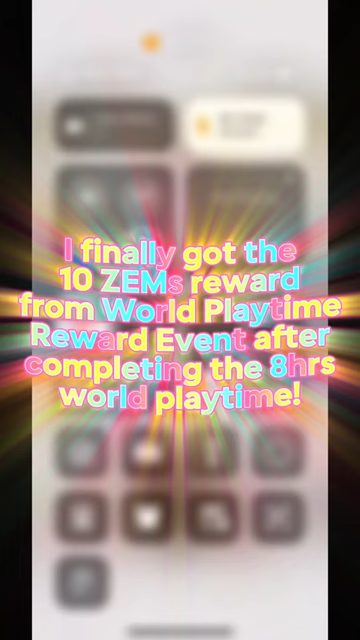 I finally got the
10 ZEMs reward
from World Playtime
Reward Event after
completing the 8hrs
world playtime!